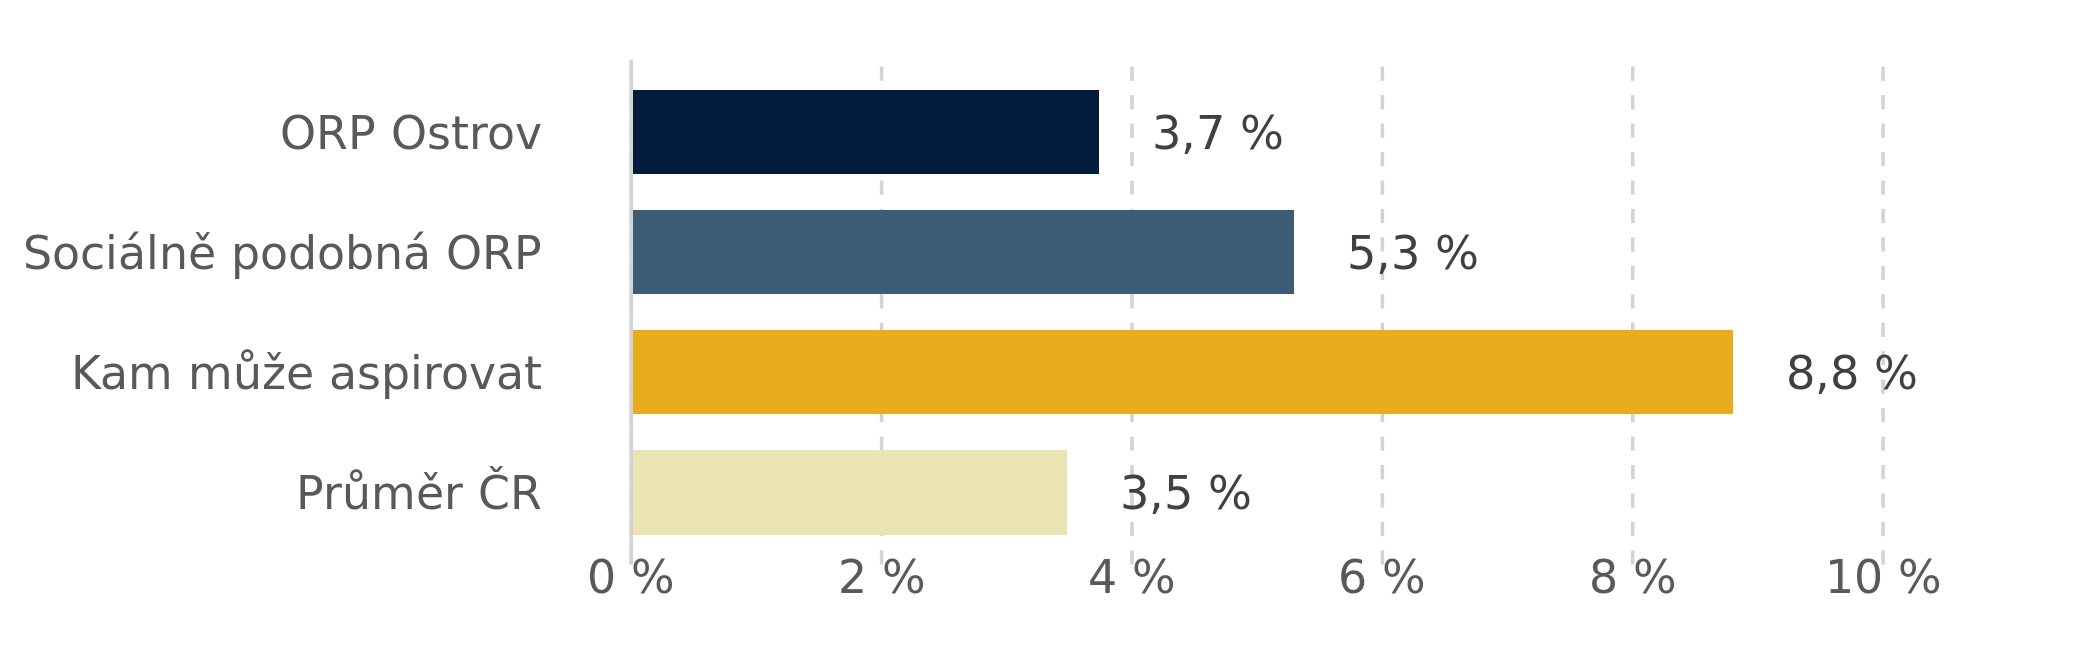 ORP Ostrov 3,7 %
Sociálně podobná ORP 5,3 %
Kam může aspirovat 8,8 %
Průměr ČR 3,5 %
0 % 2 % 4 % 6 % 8 % 10 %